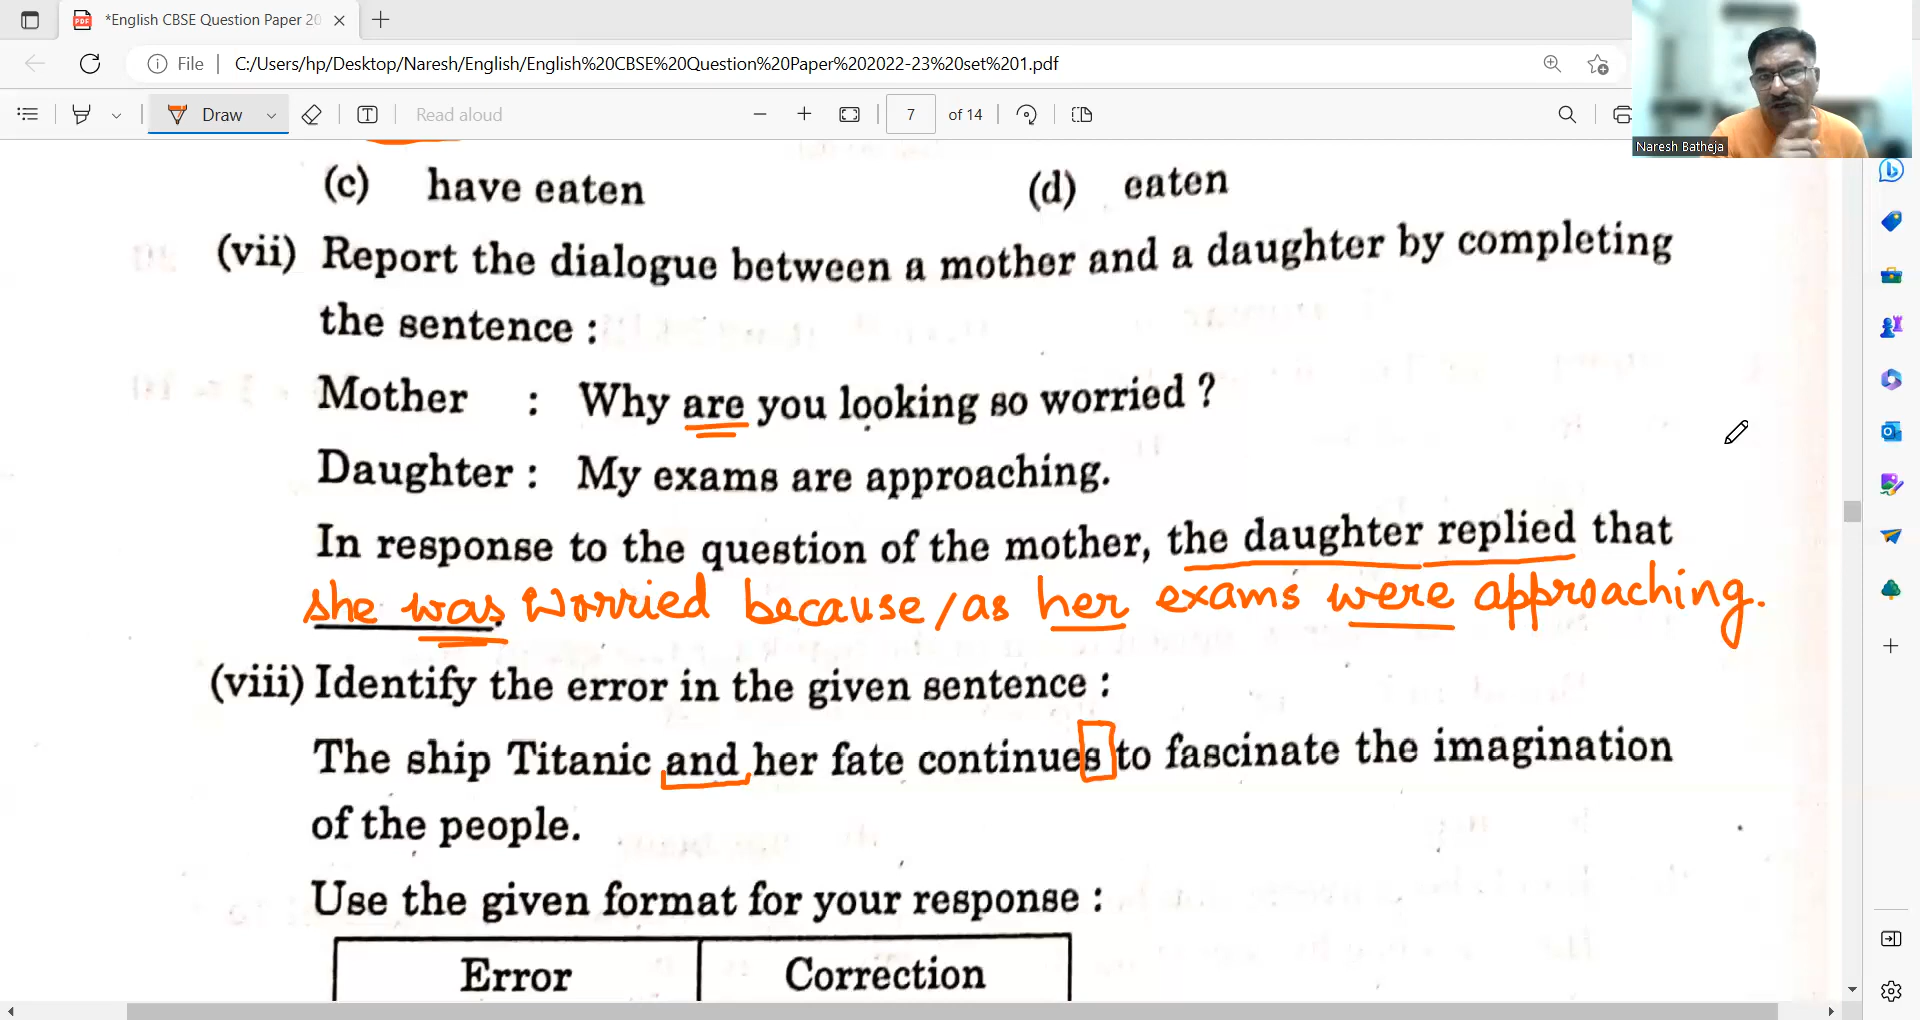 *English CBSE Question Paper 20
File
C:/Users/hp/Desktop/Naresh/English/English%20CBSE%20Question%20Paper%202022-23%20set%201.pdf
Draw
Read aloud
7 of 14
Naresh Batheja
(c) have eaten (d) eaten
(vii) Report the dialogue between a mother and a daughter by completing
the sentence :
Mother : Why are you looking so worried ?
Daughter : My exams are approaching.
In response to the question of the mother, the daughter replied that
she was worried because/as her exams were approaching.
(viii) Identify the error in the given sentence :
The ship Titanic and her fate continues to fascinate the imagination
of the people.
Use the given format for your response :
Error Correction